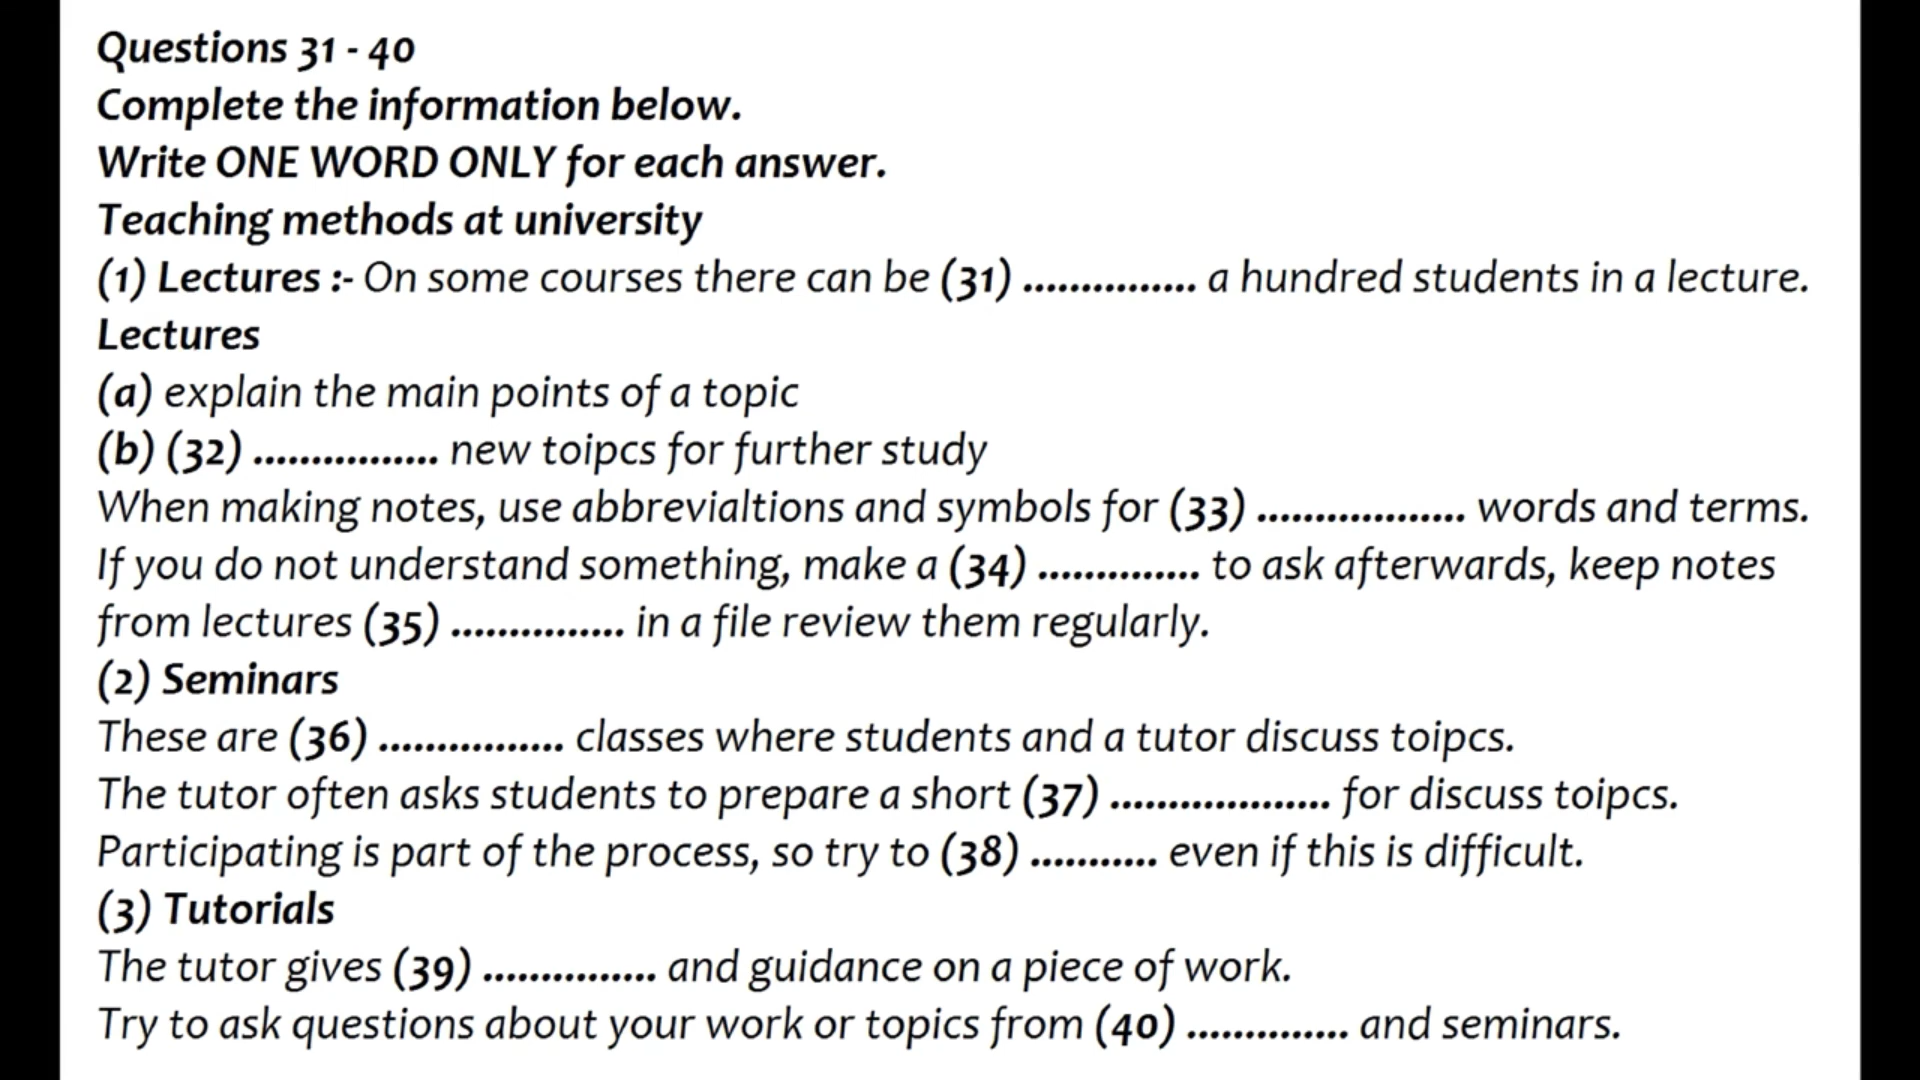 Questions 31 - 40
Complete the information below.
Write ONE WORD ONLY for each answer.
Teaching methods at university
(1) Lectures :- On some courses there can be (31) ............... a hundred students in a lecture.
Lectures
(a) explain the main points of a topic
(b) (32) ................ new toipcs for further study
When making notes, use abbrevialtions and symbols for (33) .................. words and terms.
If you do not understand something, make a (34) .............. to ask afterwards, keep notes
from lectures (35) ............... in a file review them regularly.
(2) Seminars
These are (36) ................ classes where students and a tutor discuss toipcs.
The tutor often asks students to prepare a short (37) ................... for discuss toipcs.
Participating is part of the process, so try to (38) ........... even if this is difficult.
(3) Tutorials
The tutor gives (39) ............... and guidance on a piece of work.
Try to ask questions about your work or topics from (40) .............. and seminars.